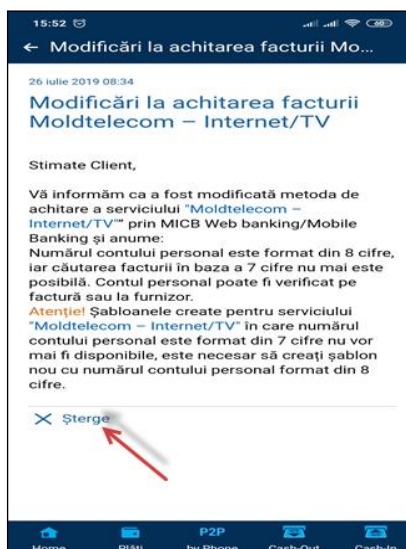 15:52
60
← Modificări la achitarea facturii Mo...
26 iulie 2019 08:34
Modificări la achitarea facturii
Moldtelecom – Internet/TV
Stimate Client,
Vă informăm ca a fost modificată metoda de
achitare a serviciului "Moldtelecom –
Internet/TV"" prin MICB Web banking/Mobile
Banking și anume:
Numărul contului personal este format din 8 cifre,
iar căutarea facturii în baza a 7 cifre nu mai este
posibilă. Contul personal poate fi verificat pe
factură sau la furnizor.
Atenție! Șabloanele create pentru serviciului
"Moldtelecom – Internet/TV" în care numărul
contului personal este format din 7 cifre nu vor
mai fi disponibile, este necesar să creați șablon
nou cu numărul contului personal format din 8
cifre.
Șterge
Home Plăți P2P by Phone Cash-Out Cash-In